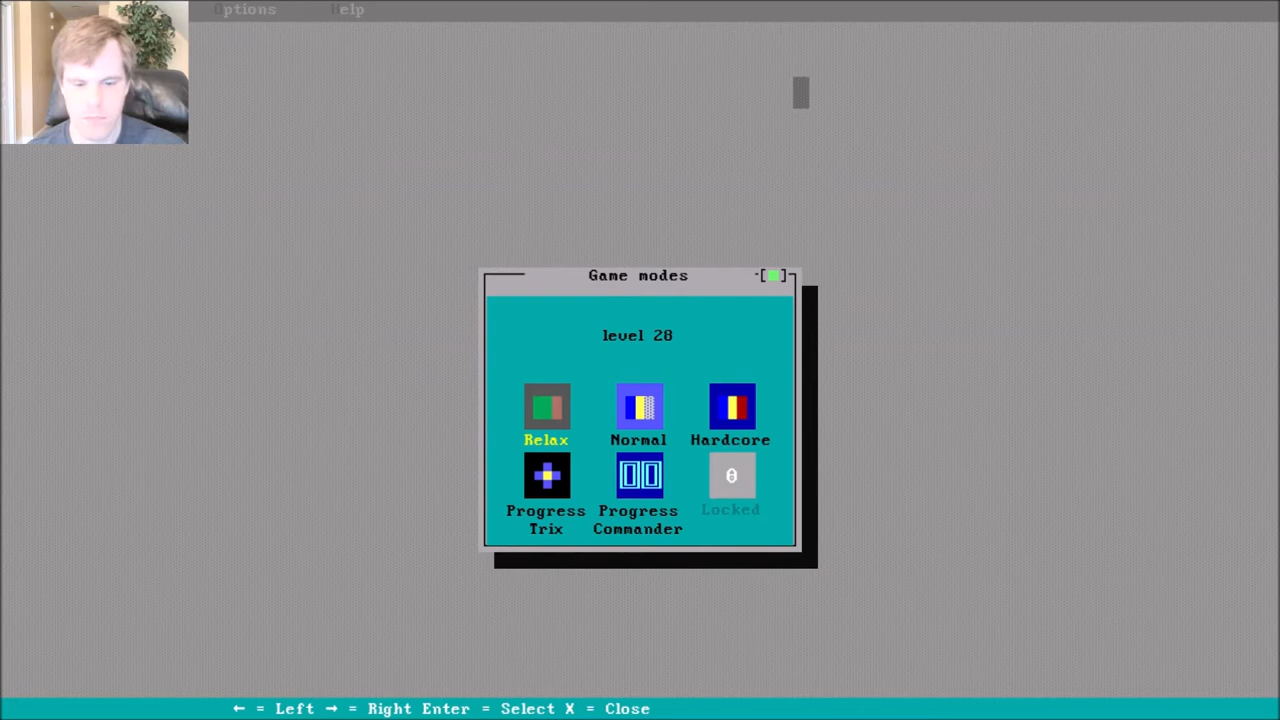 Options Help
Game modes
level 28
Relax Normal Hardcore
Progress Progress Locked
Trix Commander
← = Left → = Right Enter = Select X = Close